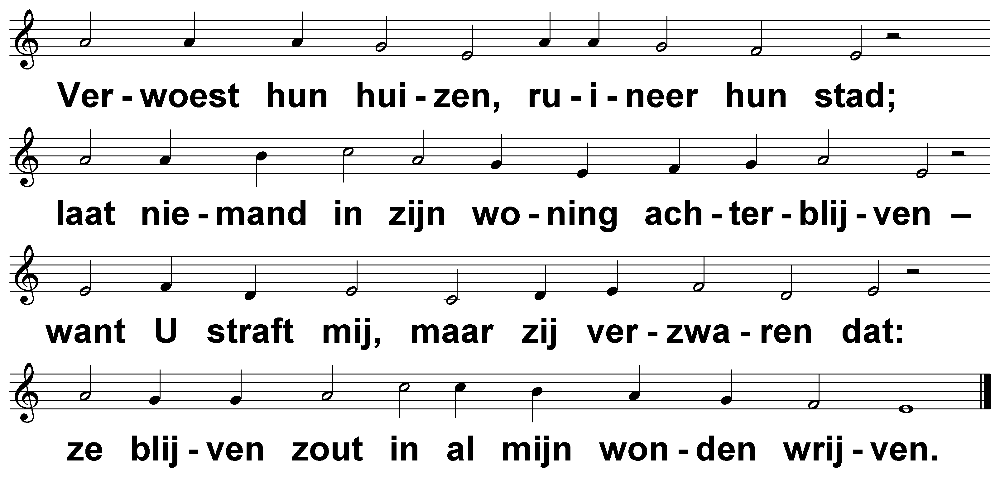 Ver - woest hun hui - zen, ru - i - neer hun stad;
laat nie - mand in zijn wo - ning ach - ter - blij - ven –
want U straft mij, maar zij ver - zwa - ren dat:
ze blij - ven zout in al mijn won - den wrij - ven.